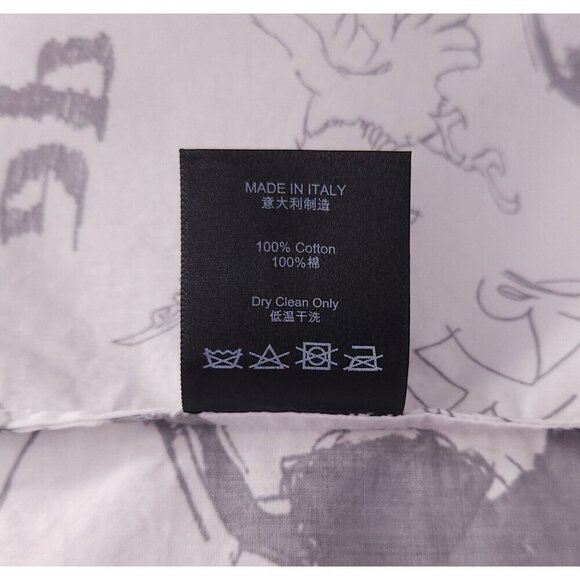 MADE IN ITALY
意大利制造
100% Cotton
100%棉
Dry Clean Only
低温干洗